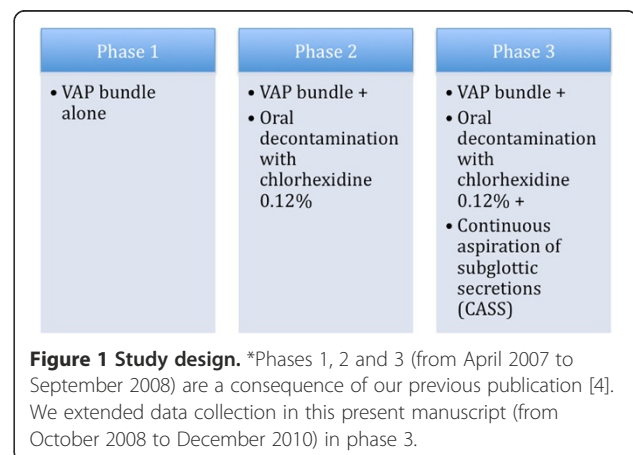 Phase 1
• VAP bundle
alone
Phase 2
• VAP bundle +
• Oral
decontamination
with
chlorhexidine
0.12%
Phase 3
• VAP bundle +
• Oral
decontamination
with
chlorhexidine
0.12% +
• Continuous
aspiration of
subglottic
secretions
(CASS)
Figure 1 Study design. *Phases 1, 2 and 3 (from April 2007 to
September 2008) are a consequence of our previous publication [4].
We extended data collection in this present manuscript (from
October 2008 to December 2010) in phase 3.